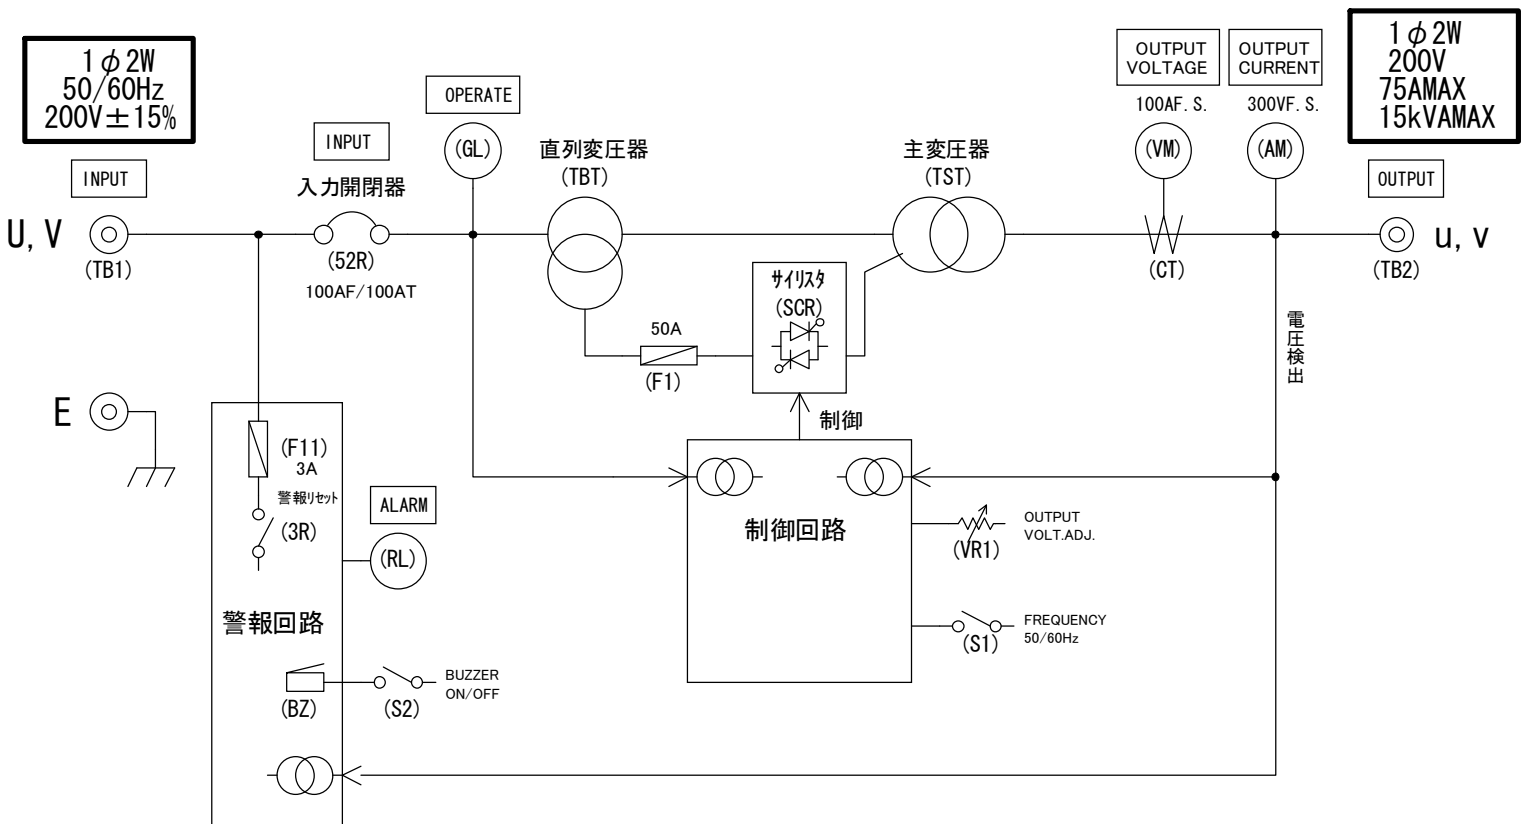 1φ2W
50/60Hz
200V±15%
INPUT
U,V
(TB1)
INPUT
入力開閉器
(52R)
100AF/100AT
OPERATE
(GL)
直列変圧器
(TBT)
主変圧器
(TST)
OUTPUT
VOLTAGE
100AF.S.
(VM)
OUTPUT
CURRENT
300VF.S.
(AM)
1φ2W
200V
75AMAX
15kVAMAX
OUTPUT
u,v
(TB2)
(CT)
電圧検出
50A
(F1)
サイリスタ
(SCR)
制御
E
(F11)
3A
警報リセット
(3R)
ALARM
(RL)
警報回路
(BZ)
(S2)
BUZZER
ON/OFF
制御回路
(VR1)
OUTPUT
VOLT.ADJ.
(S1)
FREQUENCY
50/60Hz